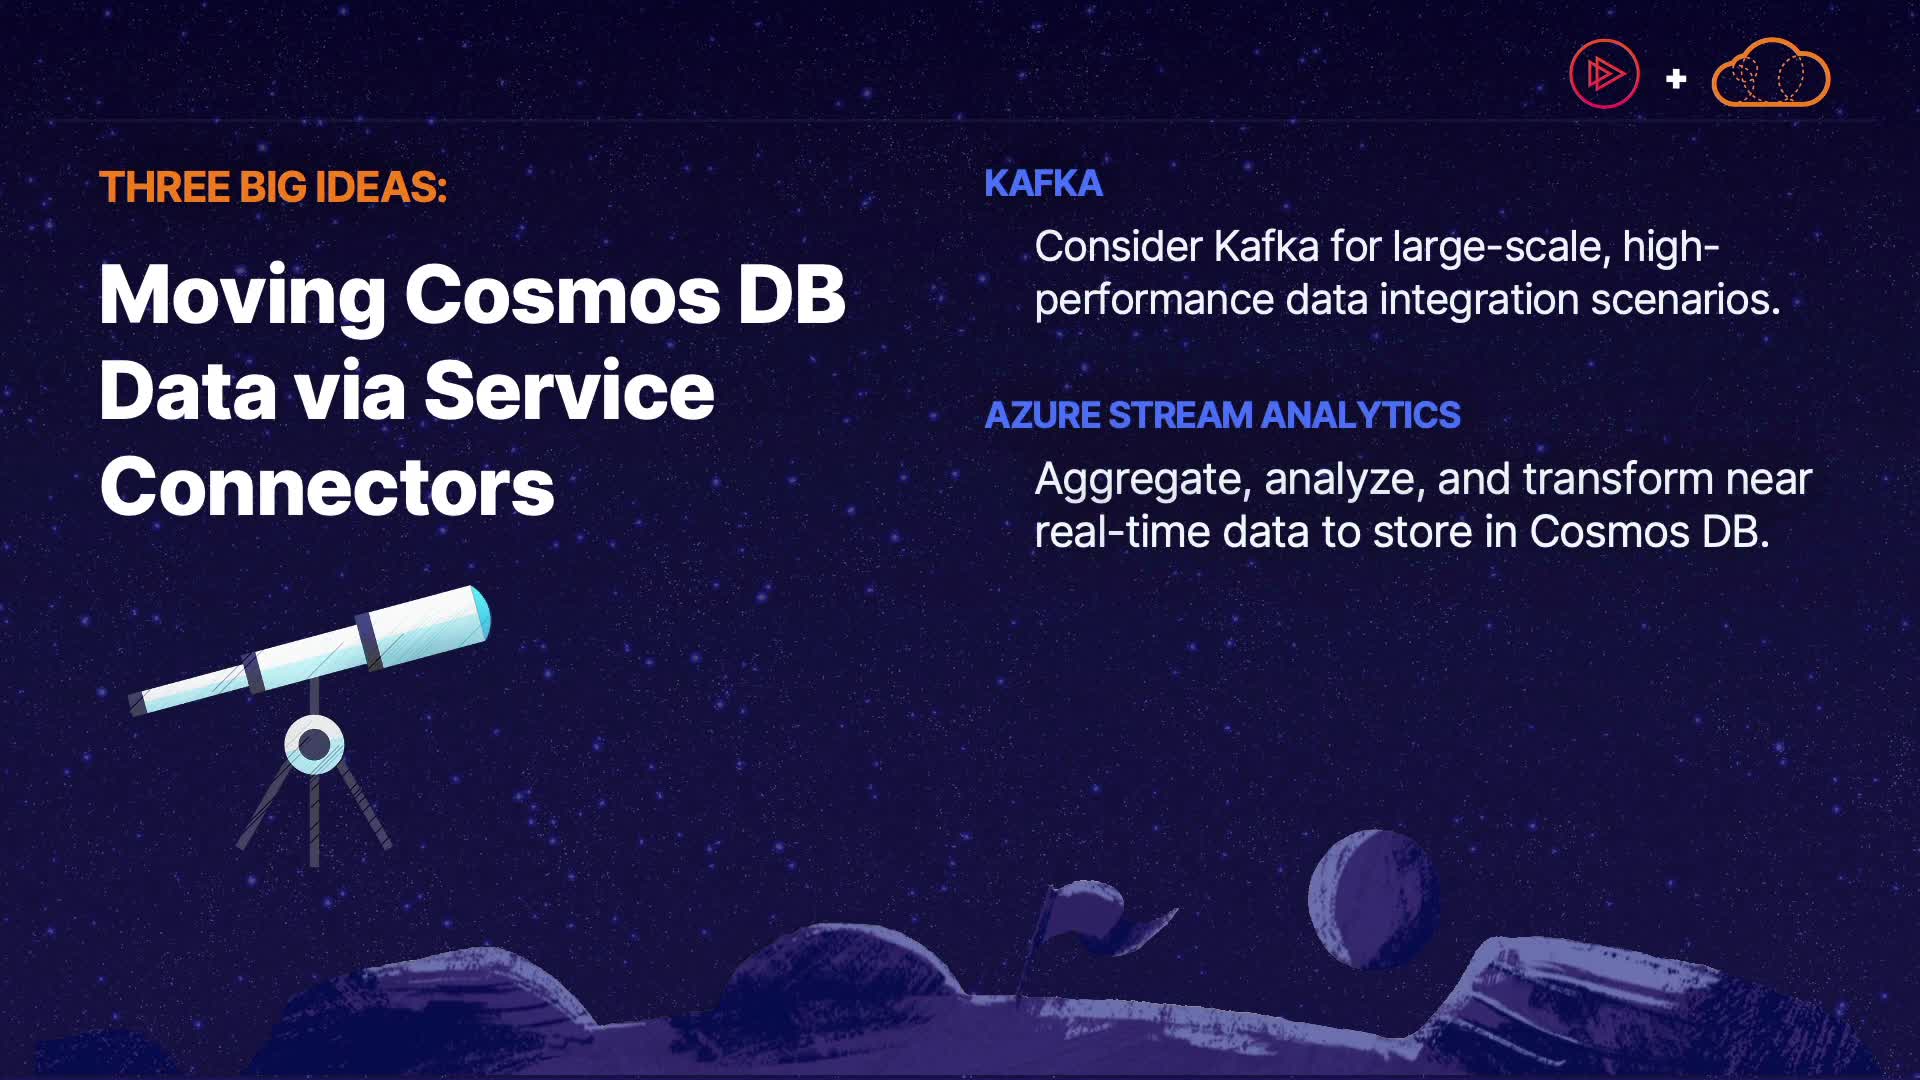 THREE BIG IDEAS:
Moving Cosmos DB
Data via Service
Connectors
KAFKA
Consider Kafka for large-scale, high-
performance data integration scenarios.
AZURE STREAM ANALYTICS
Aggregate, analyze, and transform near
real-time data to store in Cosmos DB.